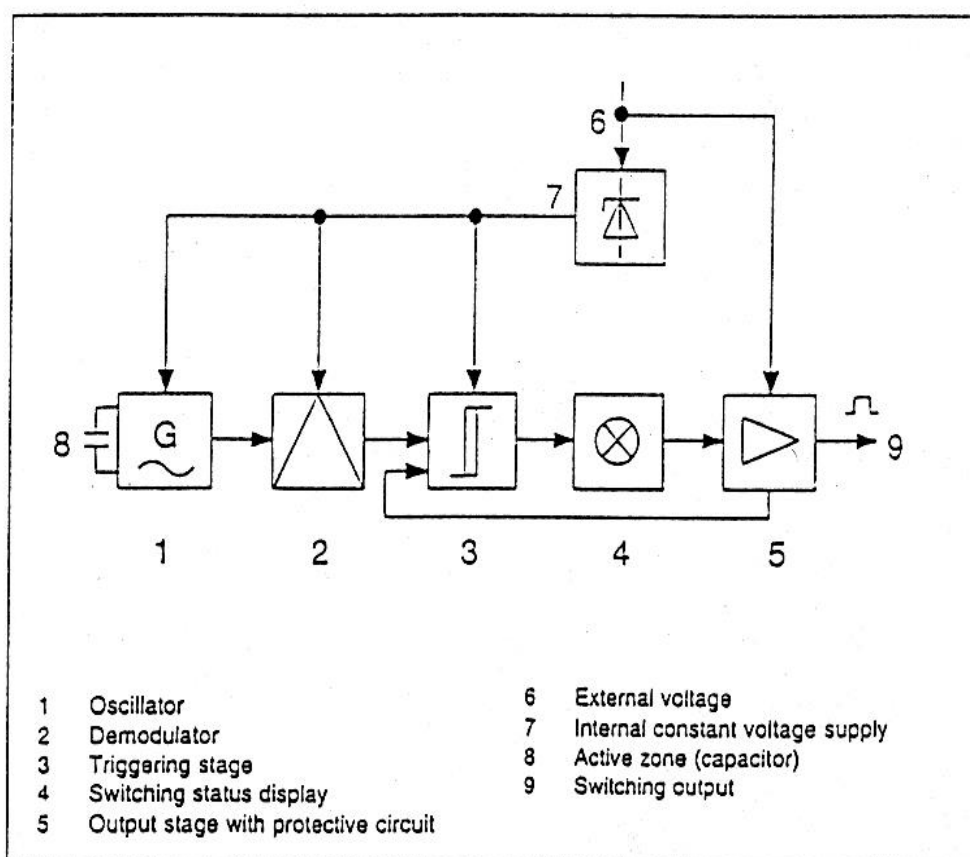 6
7
8
G
9
1
2
3
4
5
1 Oscillator
2 Demodulator
3 Triggering stage
4 Switching status display
5 Output stage with protective circuit
6 External voltage
7 Internal constant voltage supply
8 Active zone (capacitor)
9 Switching output